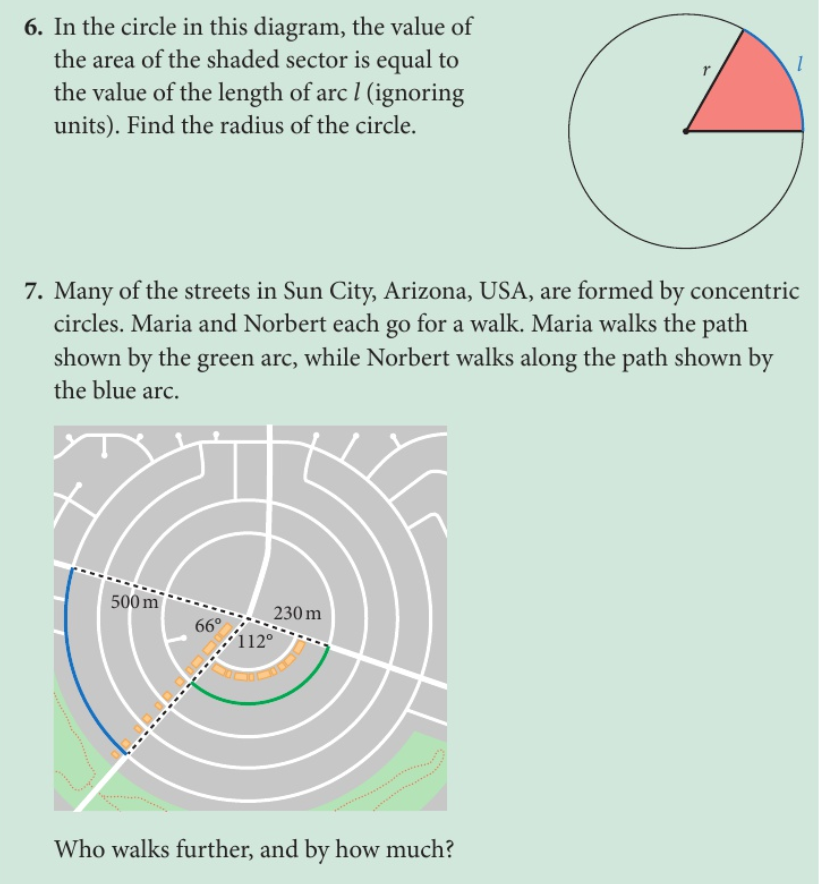 6. In the circle in this diagram, the value of
the area of the shaded sector is equal to
the value of the length of arc l (ignoring
units). Find the radius of the circle.
r
l
7. Many of the streets in Sun City, Arizona, USA, are formed by concentric
circles. Maria and Norbert each go for a walk. Maria walks the path
shown by the green arc, while Norbert walks along the path shown by
the blue arc.
500 m
66°
230 m
112°
Who walks further, and by how much?